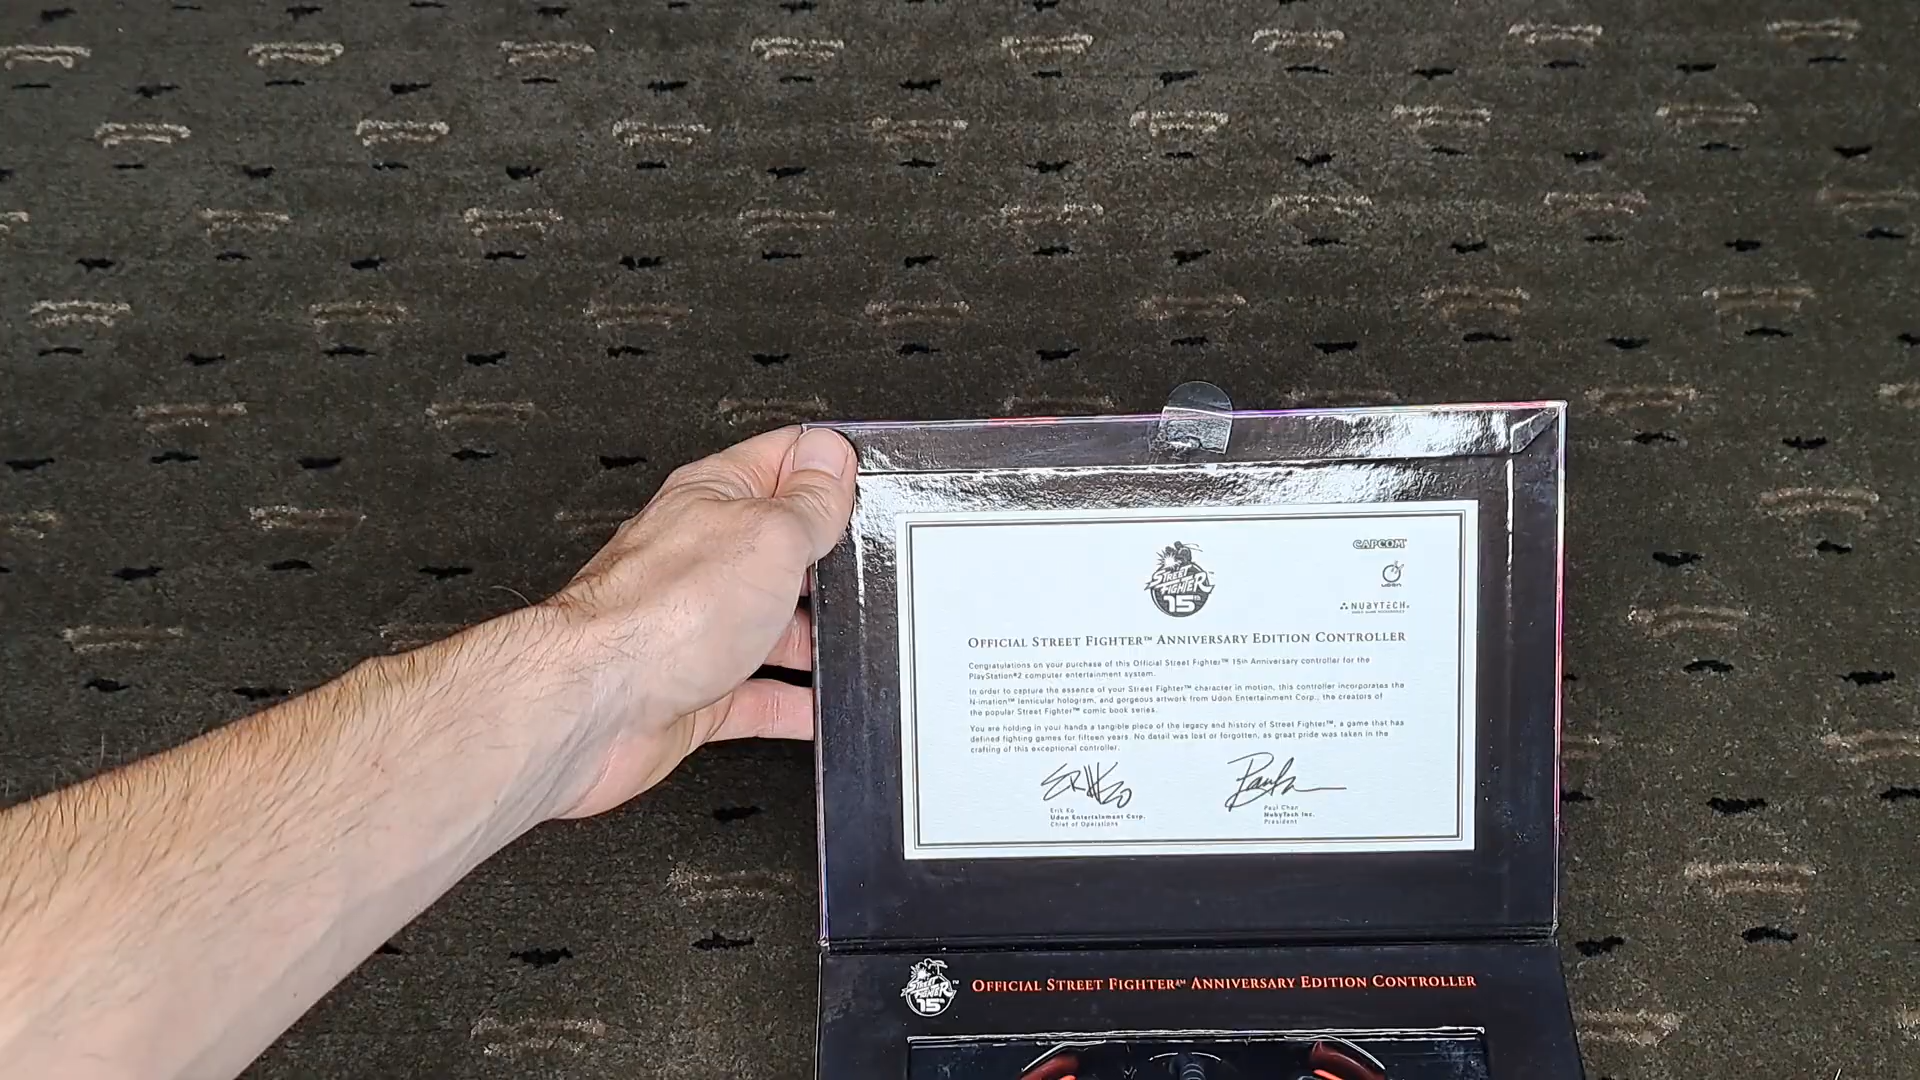 STREET
FIGHTER™
15th
CAPCOM
UDON
NUBYTECH
OFFICIAL STREET FIGHTER™ ANNIVERSARY EDITION CONTROLLER
Congratulations on your purchase of this Official Street Fighter™ 15th Anniversary controller for the
PlayStation®2 computer entertainment system.
In order to capture the essence of your Street Fighter™ character in motion, this controller incorporates the
N-imation™ lenticular hologram, and gorgeous artwork from Udon Entertainment Corp., the creators of
the popular Street Fighter™ comic book series.
You are holding in your hands a tangible piece of the legacy and history of Street Fighter™, a game that has
defined fighting games for fifteen years. No detail was lost or forgotten, as great pride was taken in the
crafting of this exceptional controller.
Erik Ko
Udon Entertainment Corp.
Chief of Operations
Paul Chen
NubyTech Inc.
President
STREET
FIGHTER™
15th
OFFICIAL STREET FIGHTER™ ANNIVERSARY EDITION CONTROLLER